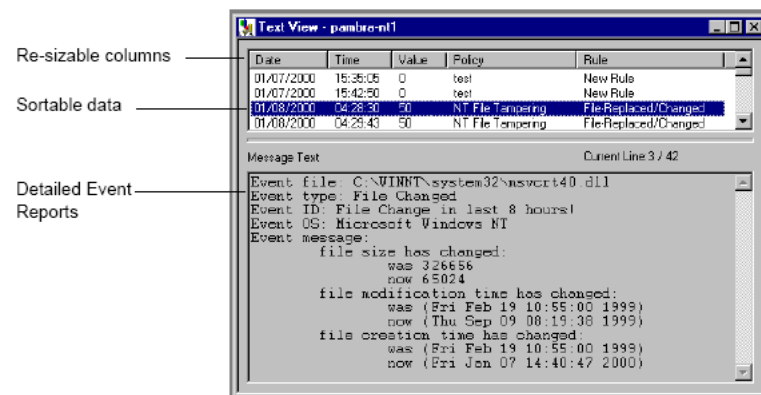 Text View - pambra-nt1
Re-sizable columns
Date Time Value Policy Rule
01/07/2000 15:35:05 0 test New Rule
01/07/2000 15:42:50 0 test New Rule
Sortable data
01/08/2000 04:28:30 50 NT File Tampering File-Replaced/Changed
01/08/2000 04:29:43 50 NT File Tampering File-Replaced/Changed
Message Text Current Line 3 / 42
Detailed Event
Reports
Event file: C:\WINNT\system32\msvcrt40.dll
Event type: File Changed
Event ID: File Change in last 8 hours!
Event OS: Microsoft Windows NT
Event message:
file size has changed:
was 326656
now 65024
file modification time has changed:
was (Fri Feb 19 10:55:00 1999)
now (Thu Sep 09 08:19:38 1999)
file creation time has changed:
was (Fri Feb 19 10:55:00 1999)
now (Fri Jan 07 14:40:47 2000)